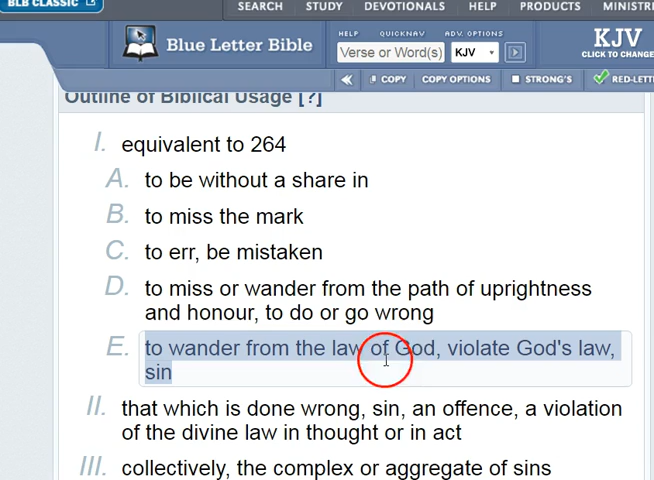 BLB CLASSIC
SEARCH STUDY DEVOTIONALS HELP PRODUCTS MINISTRI
Blue Letter Bible
HELP QUICKNAV ADV. OPTIONS
Verse or Word(s) KJV
KJV
CLICK TO CHANGE
COPY COPY OPTIONS STRONG'S RED-LETT
Outline of Biblical Usage [?]
I. equivalent to 264
A. to be without a share in
B. to miss the mark
C. to err, be mistaken
D. to miss or wander from the path of uprightness
and honour, to do or go wrong
E. to wander from the law of God, violate God's law,
sin
II. that which is done wrong, sin, an offence, a violation
of the divine law in thought or in act
III. collectively, the complex or aggregate of sins